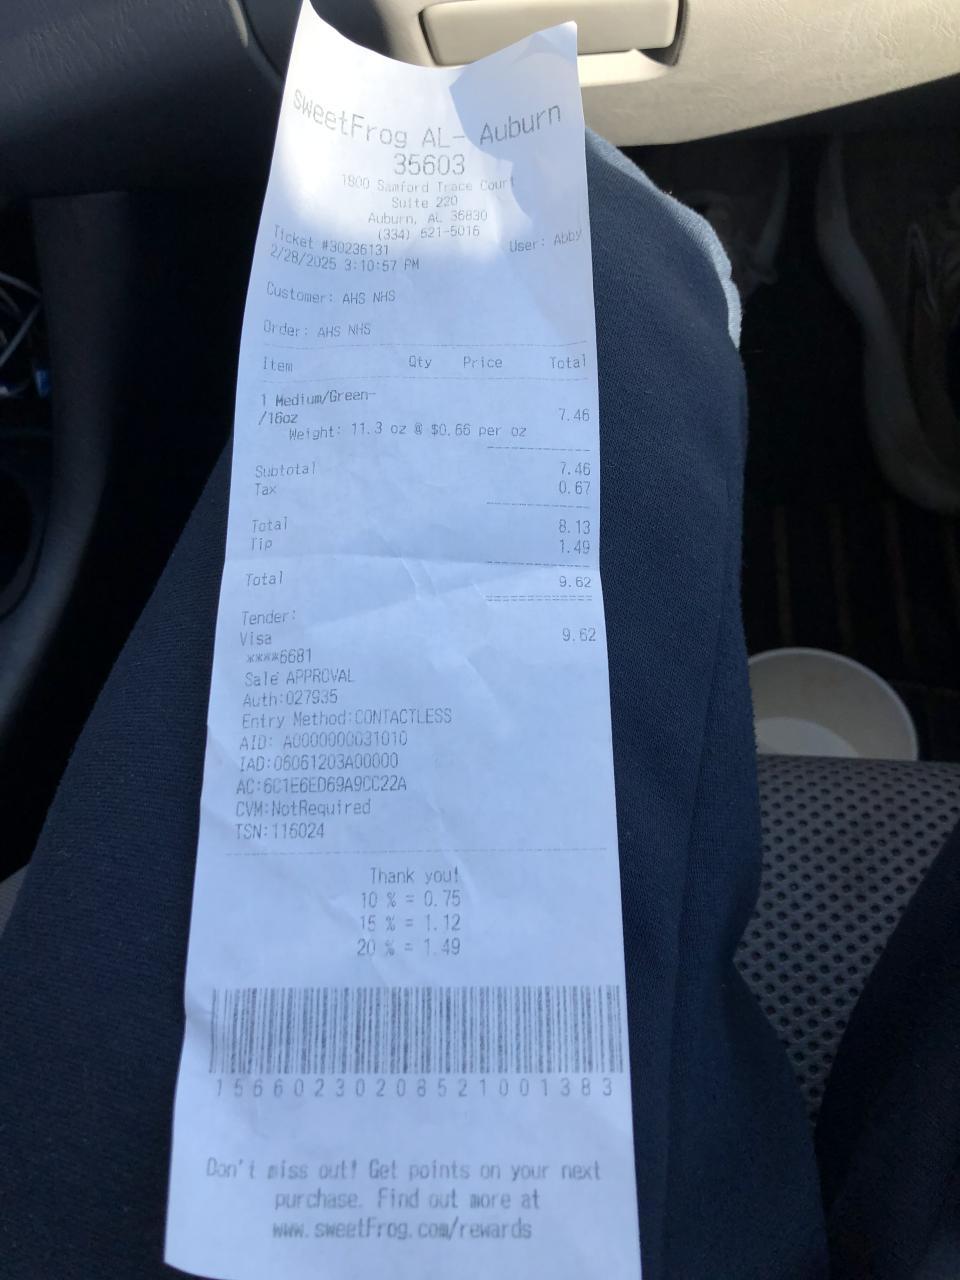 sweetFrog AL- Auburn
35603
1800 Samford Trace Court
Suite 220
Auburn, AL 36830
(334) 521-5016
Ticket #30236131 User: Abby
2/28/2025 3:10:57 PM
Customer: AHS NHS
Order: AHS NHS
Item Qty Price Total
1 Medium/Green-
/16oz 7.46
Weight: 11.3 oz @ $0.66 per oz
Subtotal 7.46
Tax 0.67
Total 8.13
Tip 1.49
Total 9.62
Tender:
Visa 9.62
****6681
Sale APPROVAL
Auth:027935
Entry Method:CONTACTLESS
AID: A0000000031010
IAD:06061203A00000
AC:6C1E6ED69A9CC22A
CVM:NotRequired
TSN:116024
Thank you!
10 % = 0.75
15 % = 1.12
20 % = 1.49
15660230208521001383
Don't miss out! Get points on your next
purchase. Find out more at
www.sweetFrog.com/rewards